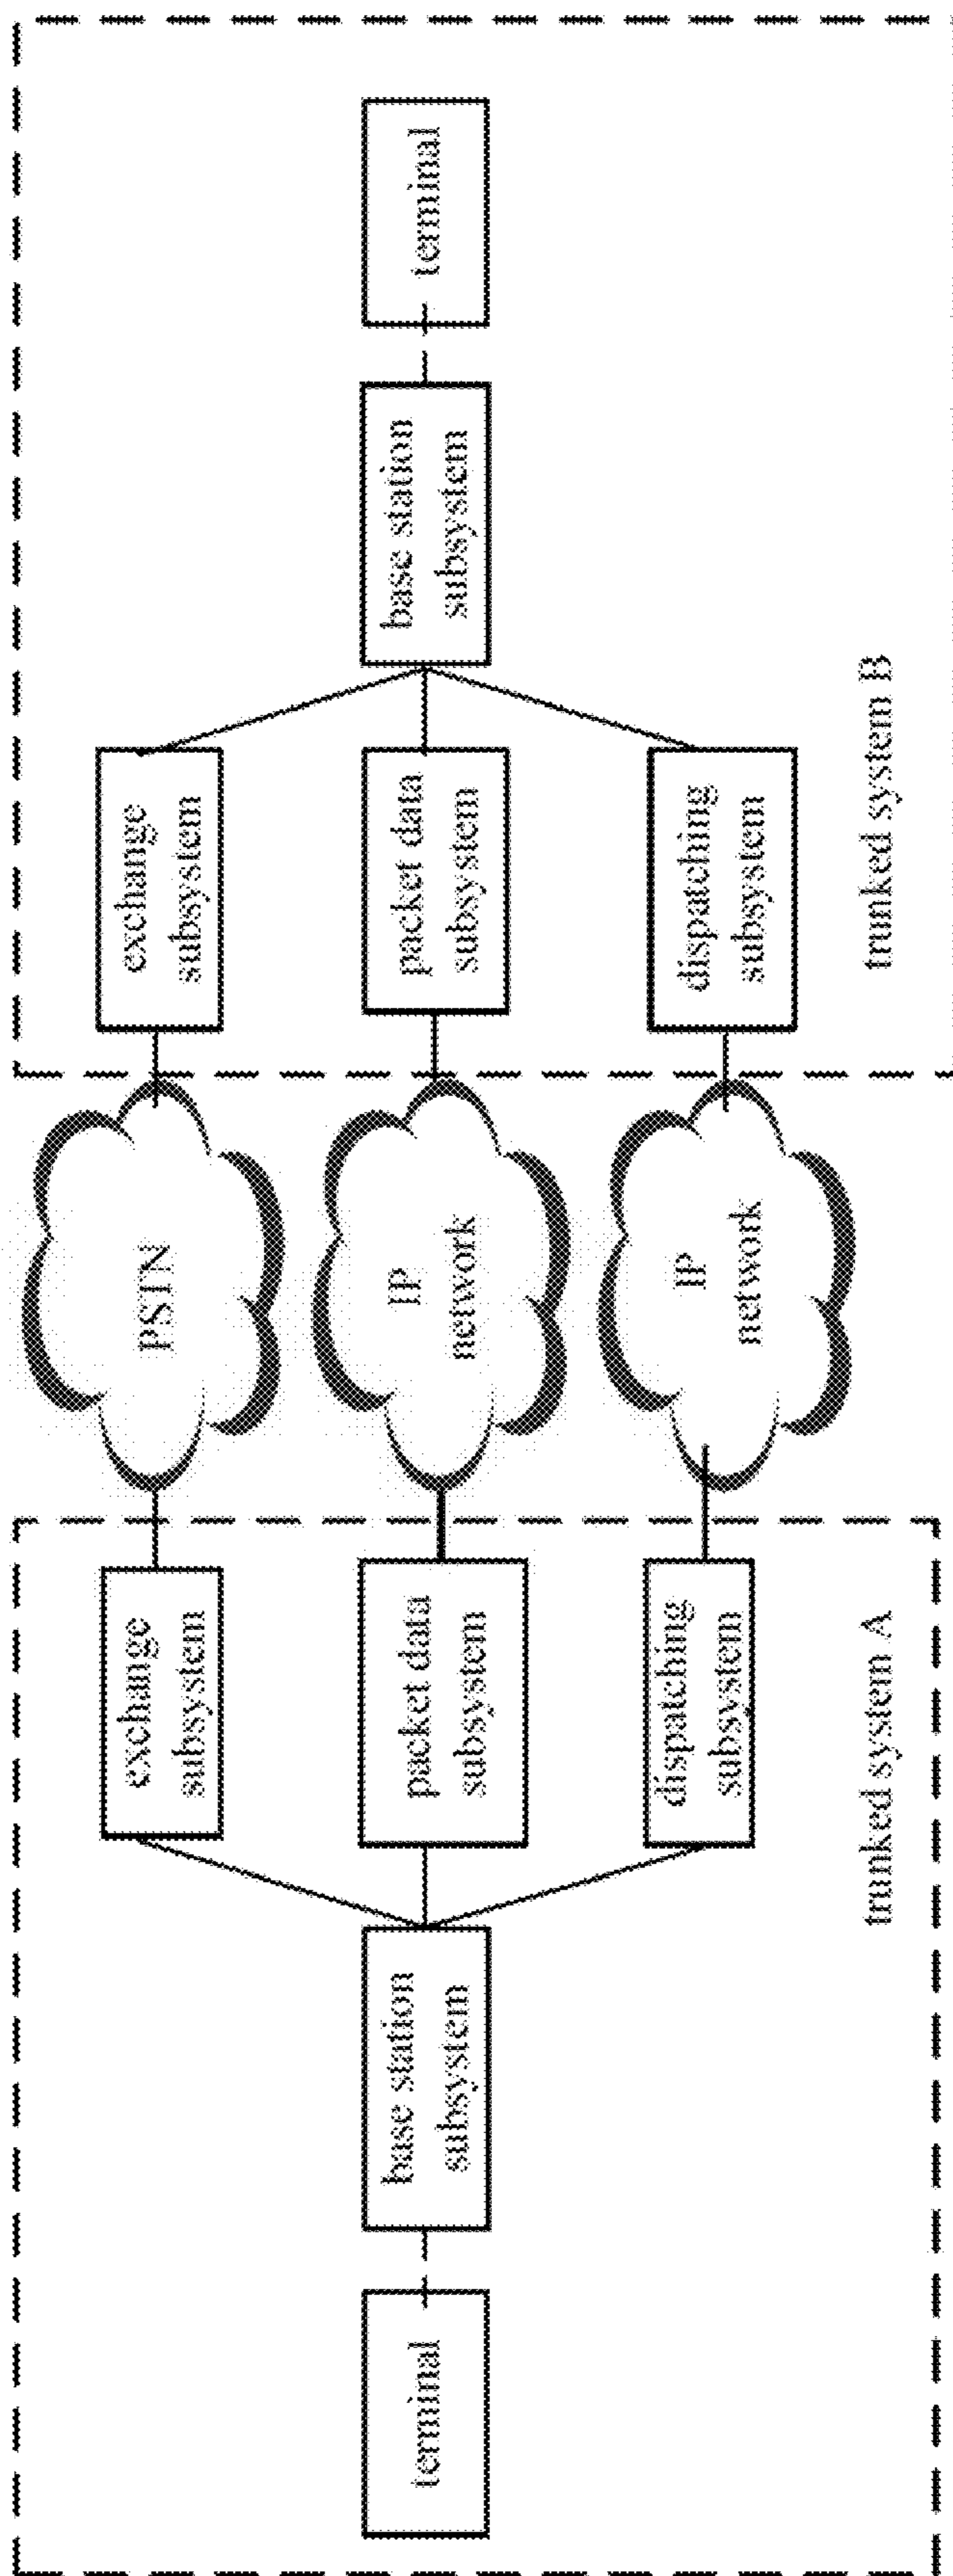 terminal
base station
subsystem
exchange
subsystem
packet data
subsystem
dispatching
subsystem
trunked system A
PSTN
IP
network
IP
network
exchange
subsystem
packet data
subsystem
dispatching
subsystem
base station
subsystem
terminal
trunked system B